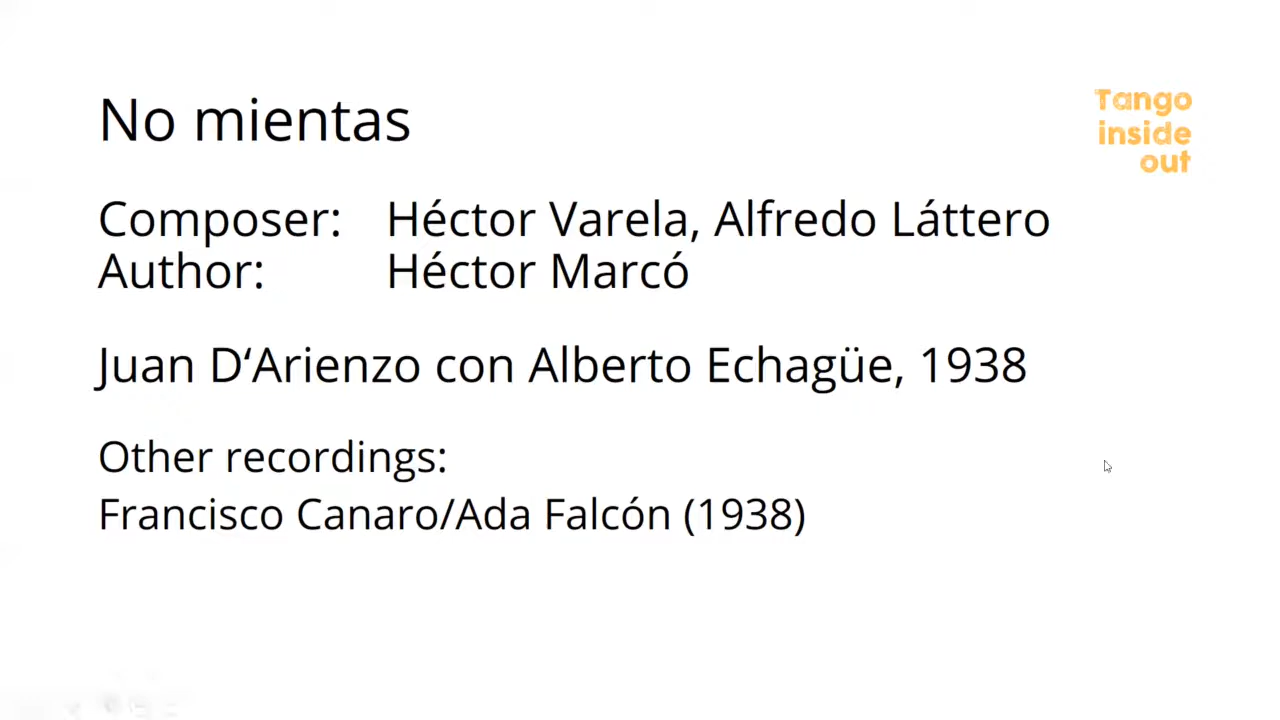 No mientas
Tango
inside
out
Composer: Héctor Varela, Alfredo Láttero
Author: Héctor Marcó
Juan D‘Arienzo con Alberto Echagüe, 1938
Other recordings:
Francisco Canaro/Ada Falcón (1938)